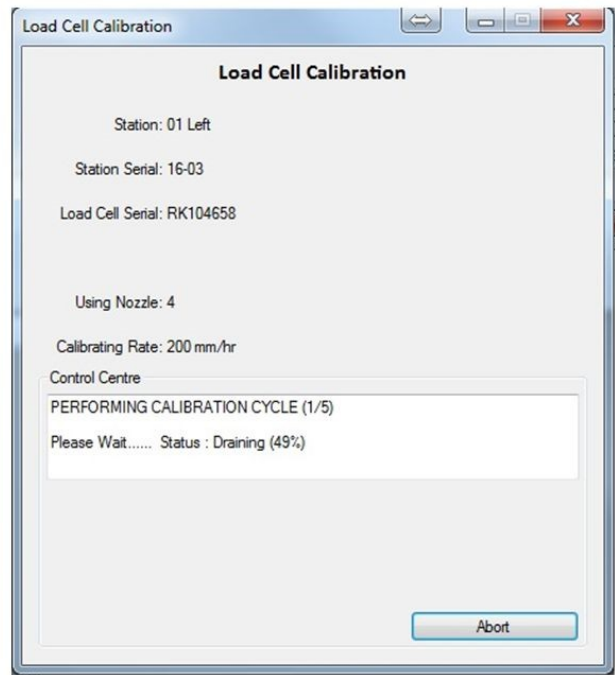 Load Cell Calibration
Load Cell Calibration
Station: 01 Left
Station Serial: 16-03
Load Cell Serial: RK104658
Using Nozzle: 4
Calibrating Rate: 200 mm/hr
Control Centre
PERFORMING CALIBRATION CYCLE (1/5)
Please Wait...... Status : Draining (49%)
Abort